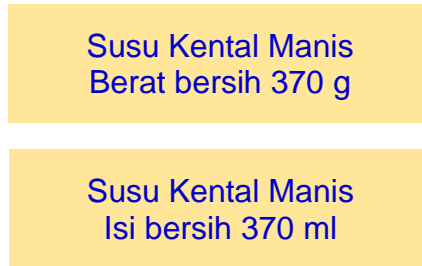 Susu Kental Manis
Berat bersih 370 g
Susu Kental Manis
Isi bersih 370 ml